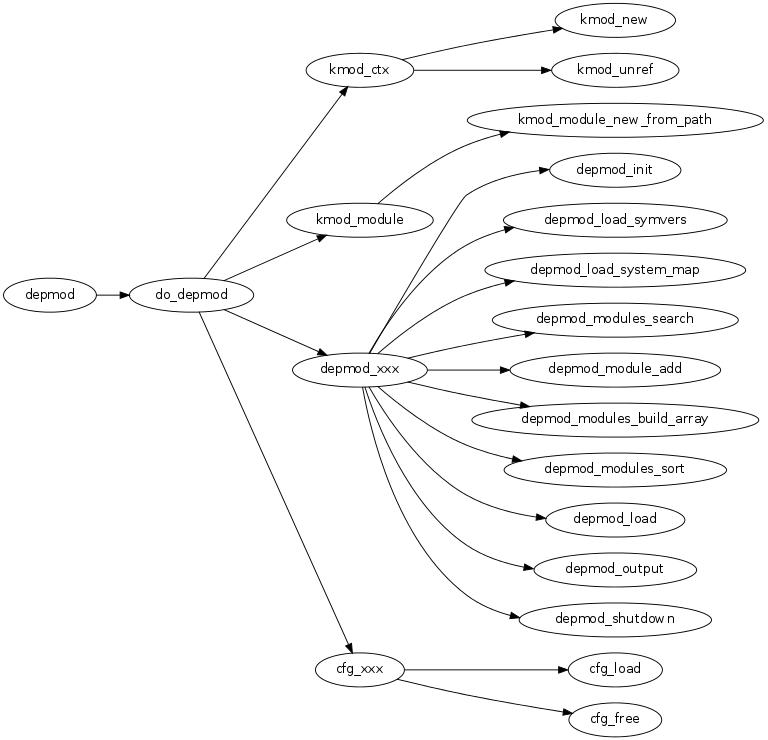 kmod_new
kmod_ctx
kmod_unref
kmod_module_new_from_path
depmod_init
kmod_module
depmod_load_symvers
depmod_load_system_map
depmod
do_depmod
depmod_modules_search
depmod_xxx
depmod_module_add
depmod_modules_build_array
depmod_modules_sort
depmod_load
depmod_output
depmod_shutdown
cfg_xxx
cfg_load
cfg_free